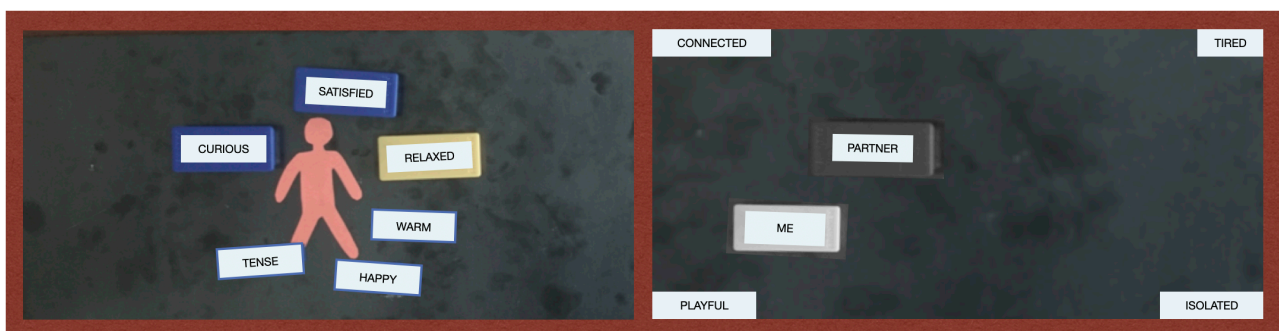 SATISFIED
CURIOUS
RELAXED
WARM
TENSE
HAPPY
CONNECTED
TIRED
PARTNER
ME
PLAYFUL
ISOLATED